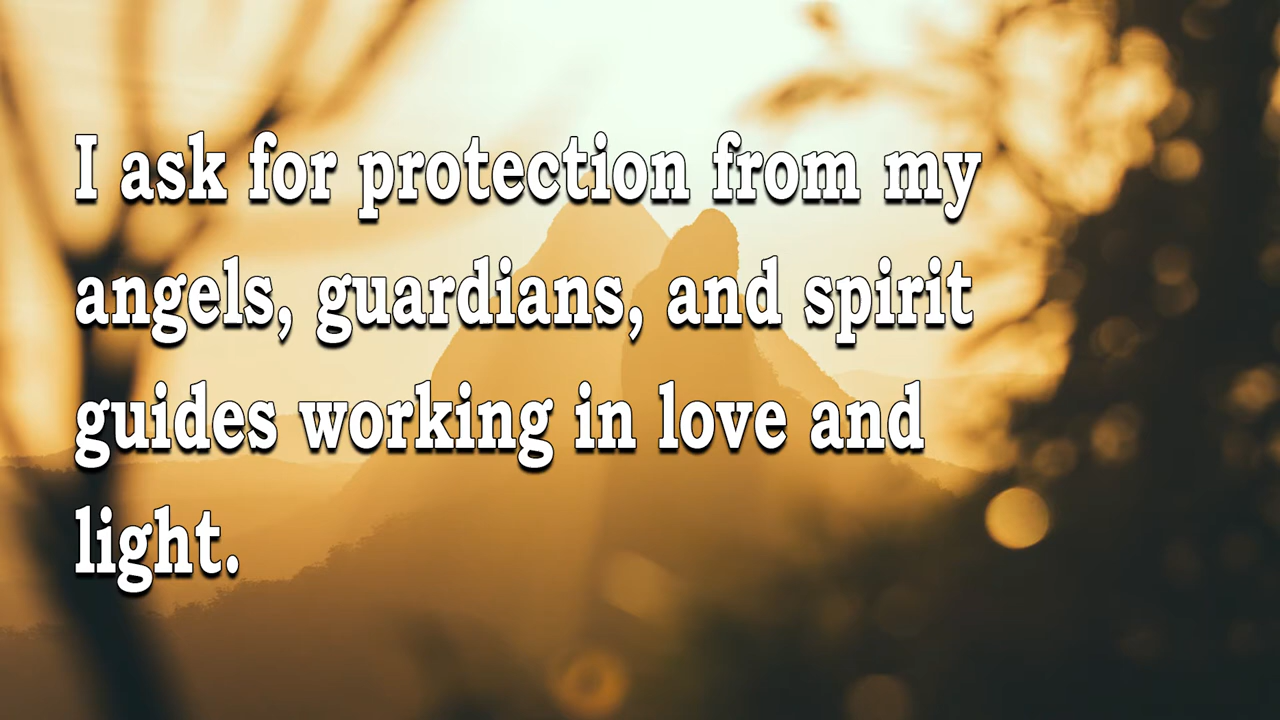 I ask for protection from my
angels, guardians, and spirit
guides working in love and
light.